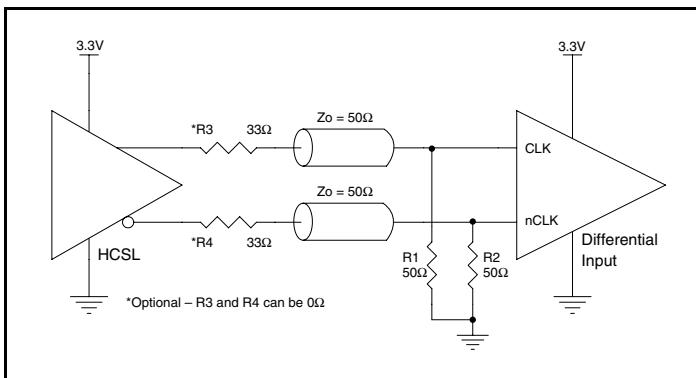 3.3V
3.3V
*R3 33Ω
Zo = 50Ω
CLK
Zo = 50Ω
nCLK
HCSL
*R4 33Ω
R1
50Ω
R2
50Ω
Differential
Input
*Optional – R3 and R4 can be 0Ω